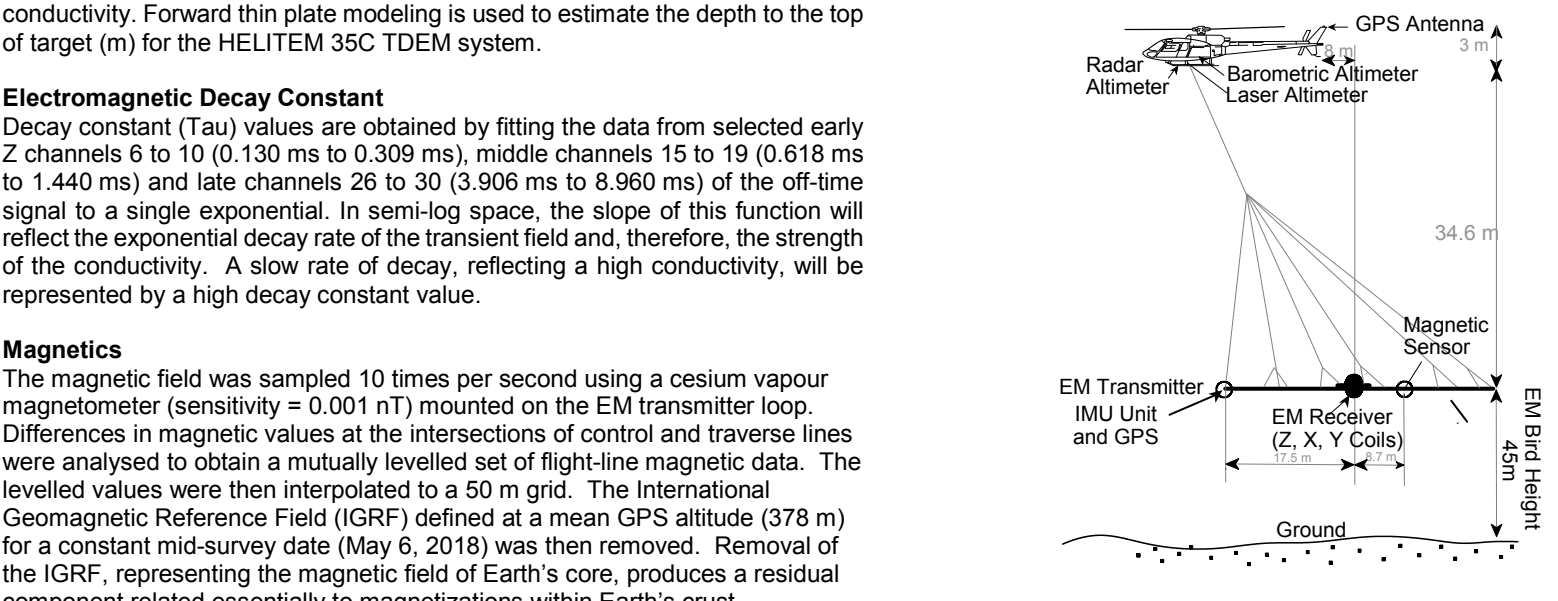 conductivity. Forward thin plate modeling is used to estimate the depth to the top
of target (m) for the HELITEM 35C TDEM system.
Electromagnetic Decay Constant
Decay constant (Tau) values are obtained by fitting the data from selected early
Z channels 6 to 10 (0.130 ms to 0.309 ms), middle channels 15 to 19 (0.618 ms
to 1.440 ms) and late channels 26 to 30 (3.906 ms to 8.960 ms) of the off-time
signal to a single exponential. In semi-log space, the slope of this function will
reflect the exponential decay rate of the transient field and, therefore, the strength
of the conductivity. A slow rate of decay, reflecting a high conductivity, will be
represented by a high decay constant value.
Magnetics
The magnetic field was sampled 10 times per second using a cesium vapour
magnetometer (sensitivity = 0.001 nT) mounted on the EM transmitter loop.
Differences in magnetic values at the intersections of control and traverse lines
were analysed to obtain a mutually levelled set of flight-line magnetic data. The
levelled values were then interpolated to a 50 m grid. The International
Geomagnetic Reference Field (IGRF) defined at a mean GPS altitude (378 m)
for a constant mid-survey date (May 6, 2018) was then removed. Removal of
the IGRF, representing the magnetic field of Earth's core, produces a residual
component related essentially to magnetizations within Earth's crust.
GPS Antenna
3 m
8 m
Radar
Altimeter
Barometric Altimeter
Laser Altimeter
34.6 m
Magnetic
Sensor
EM Transmitter
IMU Unit
and GPS
EM Receiver
(Z, X, Y Coils)
17.5 m
8.7 m
EM Bird Height
45m
Ground